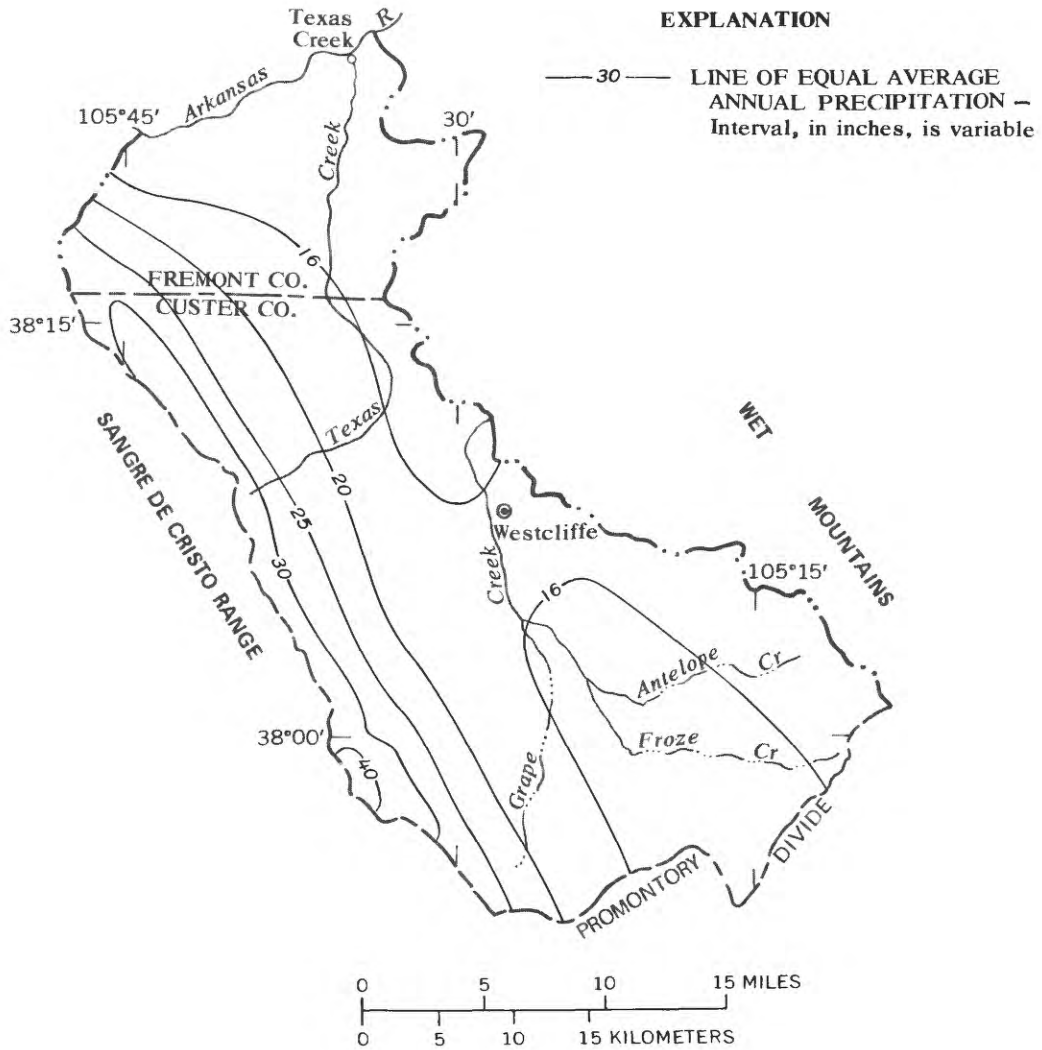 EXPLANATION
—30— LINE OF EQUAL AVERAGE
ANNUAL PRECIPITATION –
Interval, in inches, is variable
Texas
Creek
R
Arkansas
105°45'
30'
Creek
16
FREMONT CO.
CUSTER CO.
38°15'
Texas
20
25
30
SANGRE DE CRISTO RANGE
WET
MOUNTAINS
Westcliffe
Creek
105°15'
16
Antelope Cr
Froze Cr
38°00'
40
Grape
PROMONTORY
DIVIDE
0 5 10 15 MILES
0 5 10 15 KILOMETERS